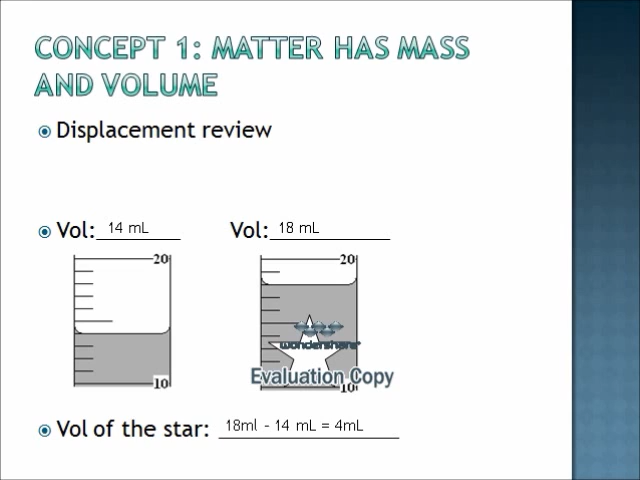 CONCEPT 1: MATTER HAS MASS
AND VOLUME
Displacement review
Vol: 14 mL Vol: 18 mL
20 20
wondershare
Evaluation Copy
10 10
Vol of the star: 18ml - 14 mL = 4mL